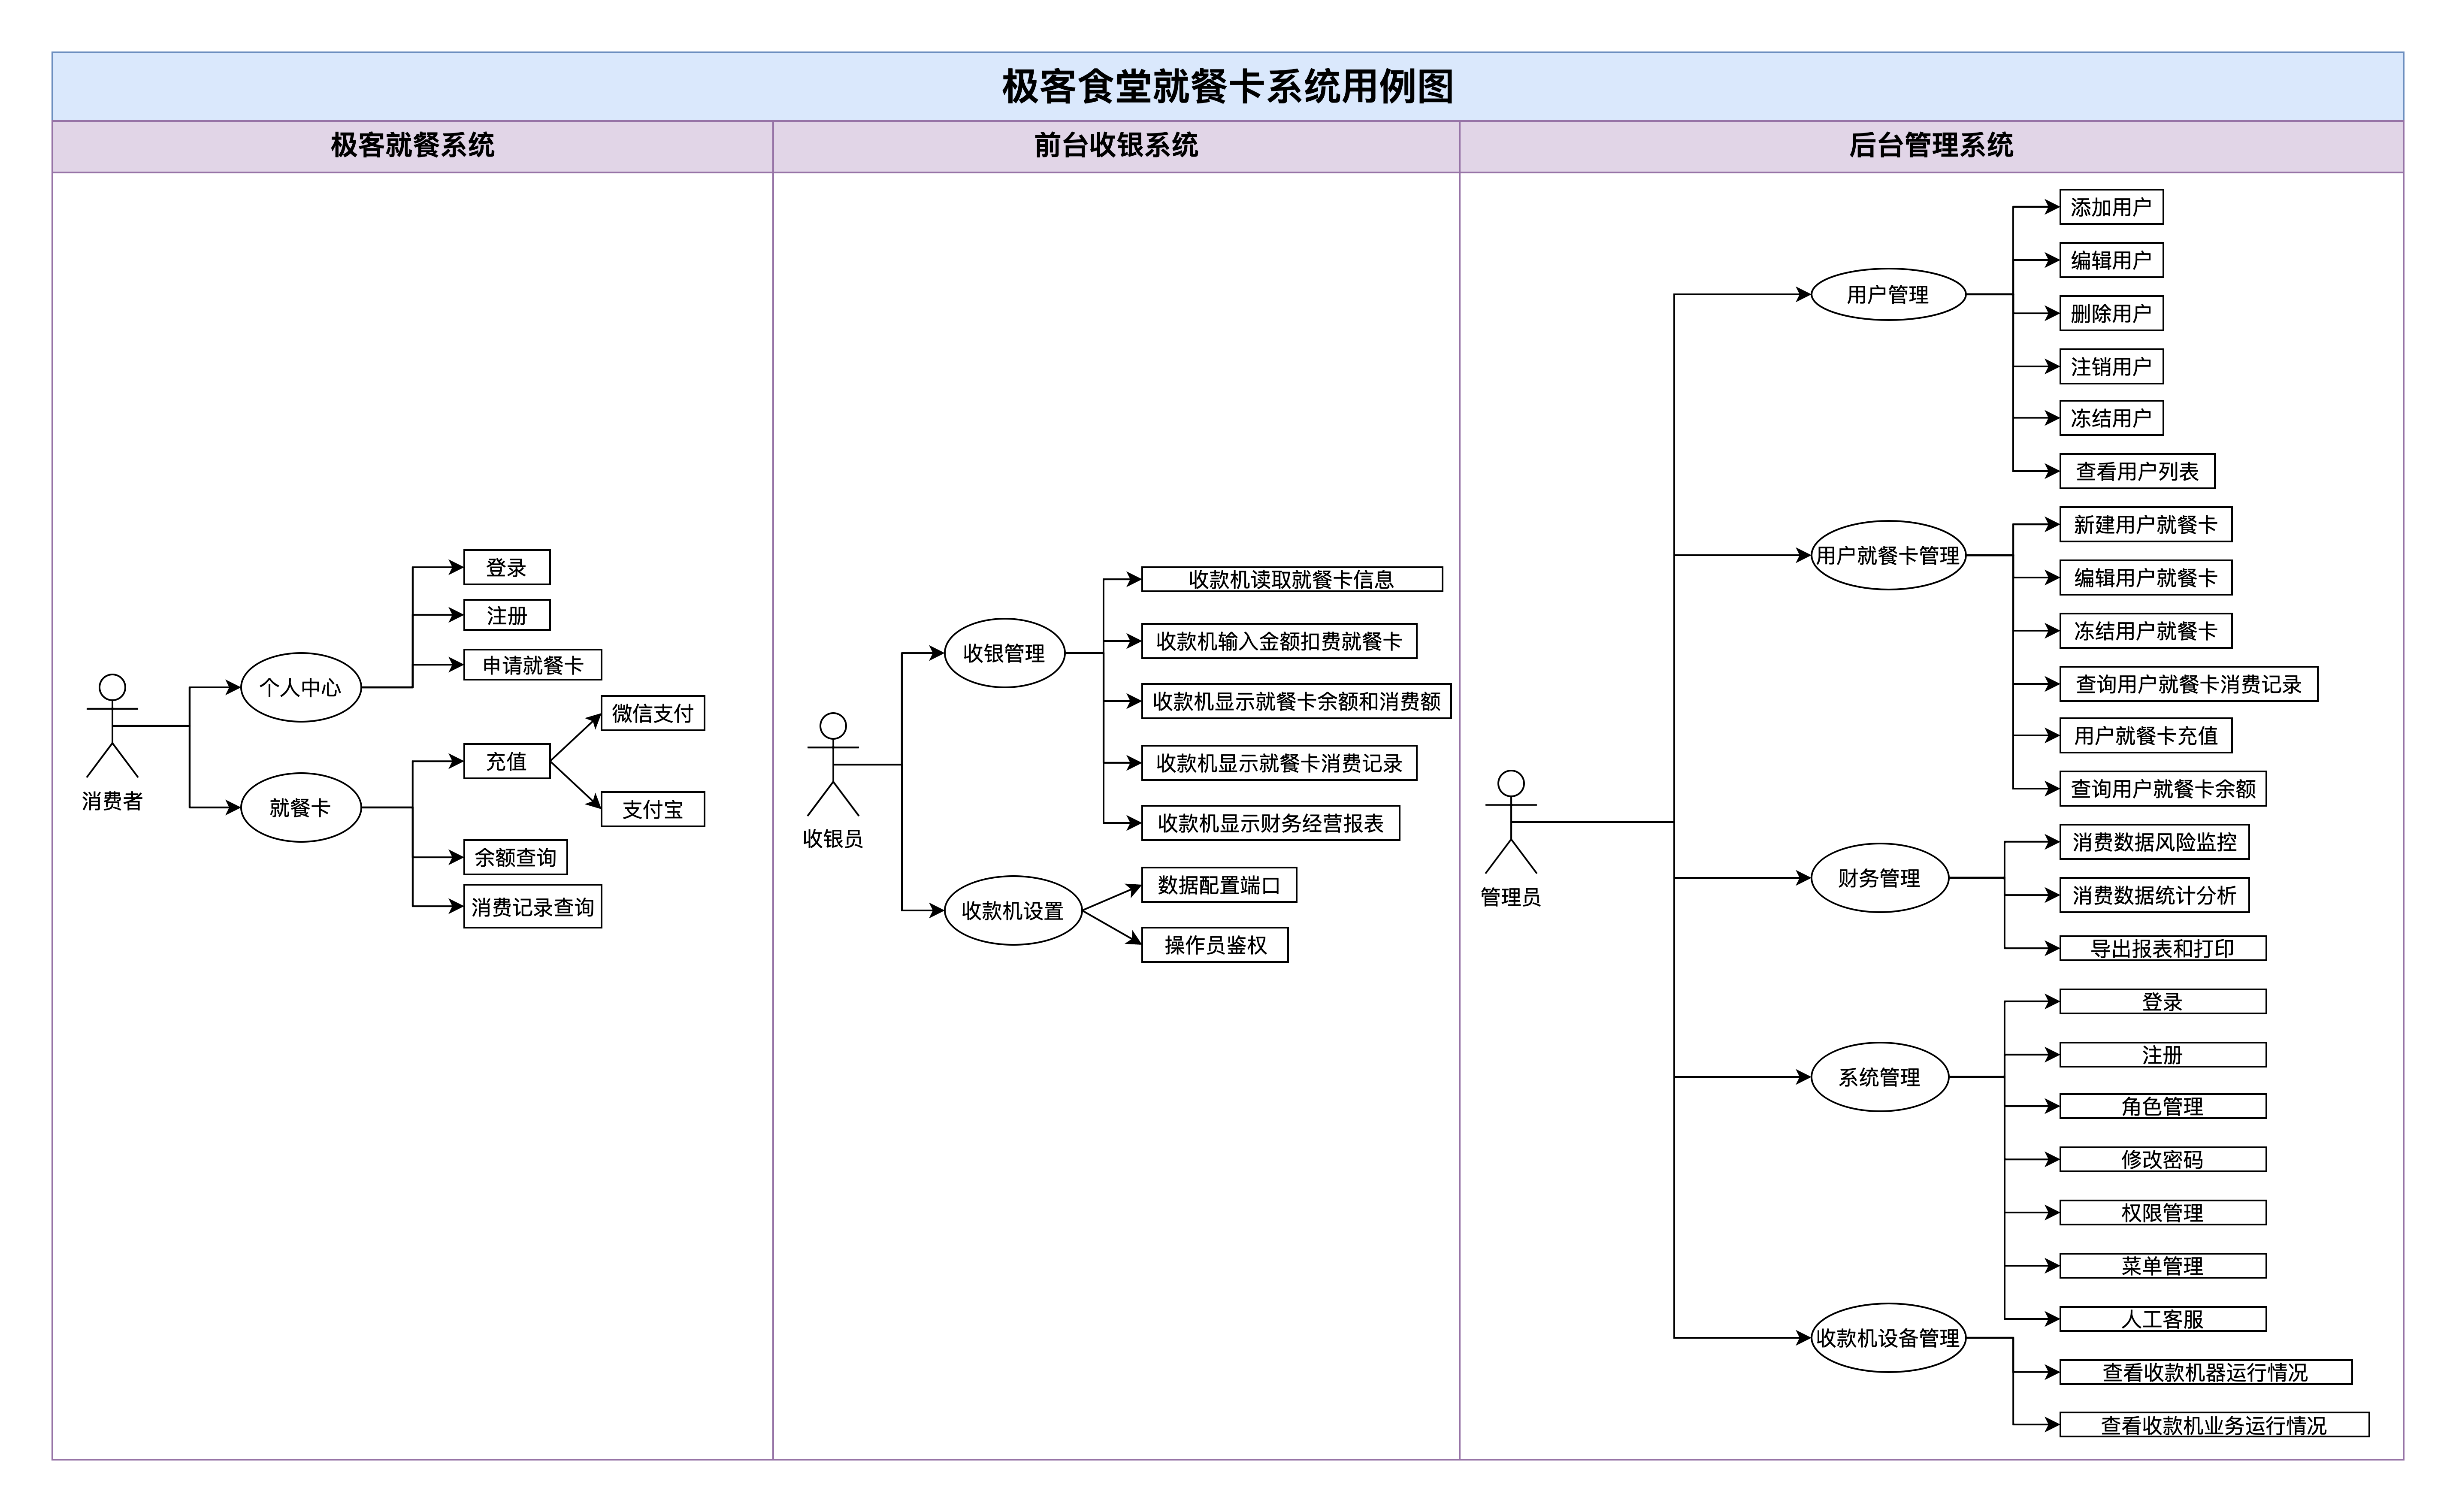 极客食堂就餐卡系统用例图
极客就餐系统
前台收银系统
后台管理系统
消费者
个人中心
登录
注册
申请就餐卡
就餐卡
充值
微信支付
支付宝
余额查询
消费记录查询
收银员
收银管理
收款机读取就餐卡信息
收款机输入金额扣费就餐卡
收款机显示就餐卡余额和消费额
收款机显示就餐卡消费记录
收款机显示财务经营报表
收款机设置
数据配置端口
操作员鉴权
管理员
用户管理
添加用户
编辑用户
删除用户
注销用户
冻结用户
查看用户列表
用户就餐卡管理
新建用户就餐卡
编辑用户就餐卡
冻结用户就餐卡
查询用户就餐卡消费记录
用户就餐卡充值
查询用户就餐卡余额
财务管理
消费数据风险监控
消费数据统计分析
导出报表和打印
系统管理
登录
注册
角色管理
修改密码
权限管理
菜单管理
人工客服
收款机设备管理
查看收款机器运行情况
查看收款机业务运行情况